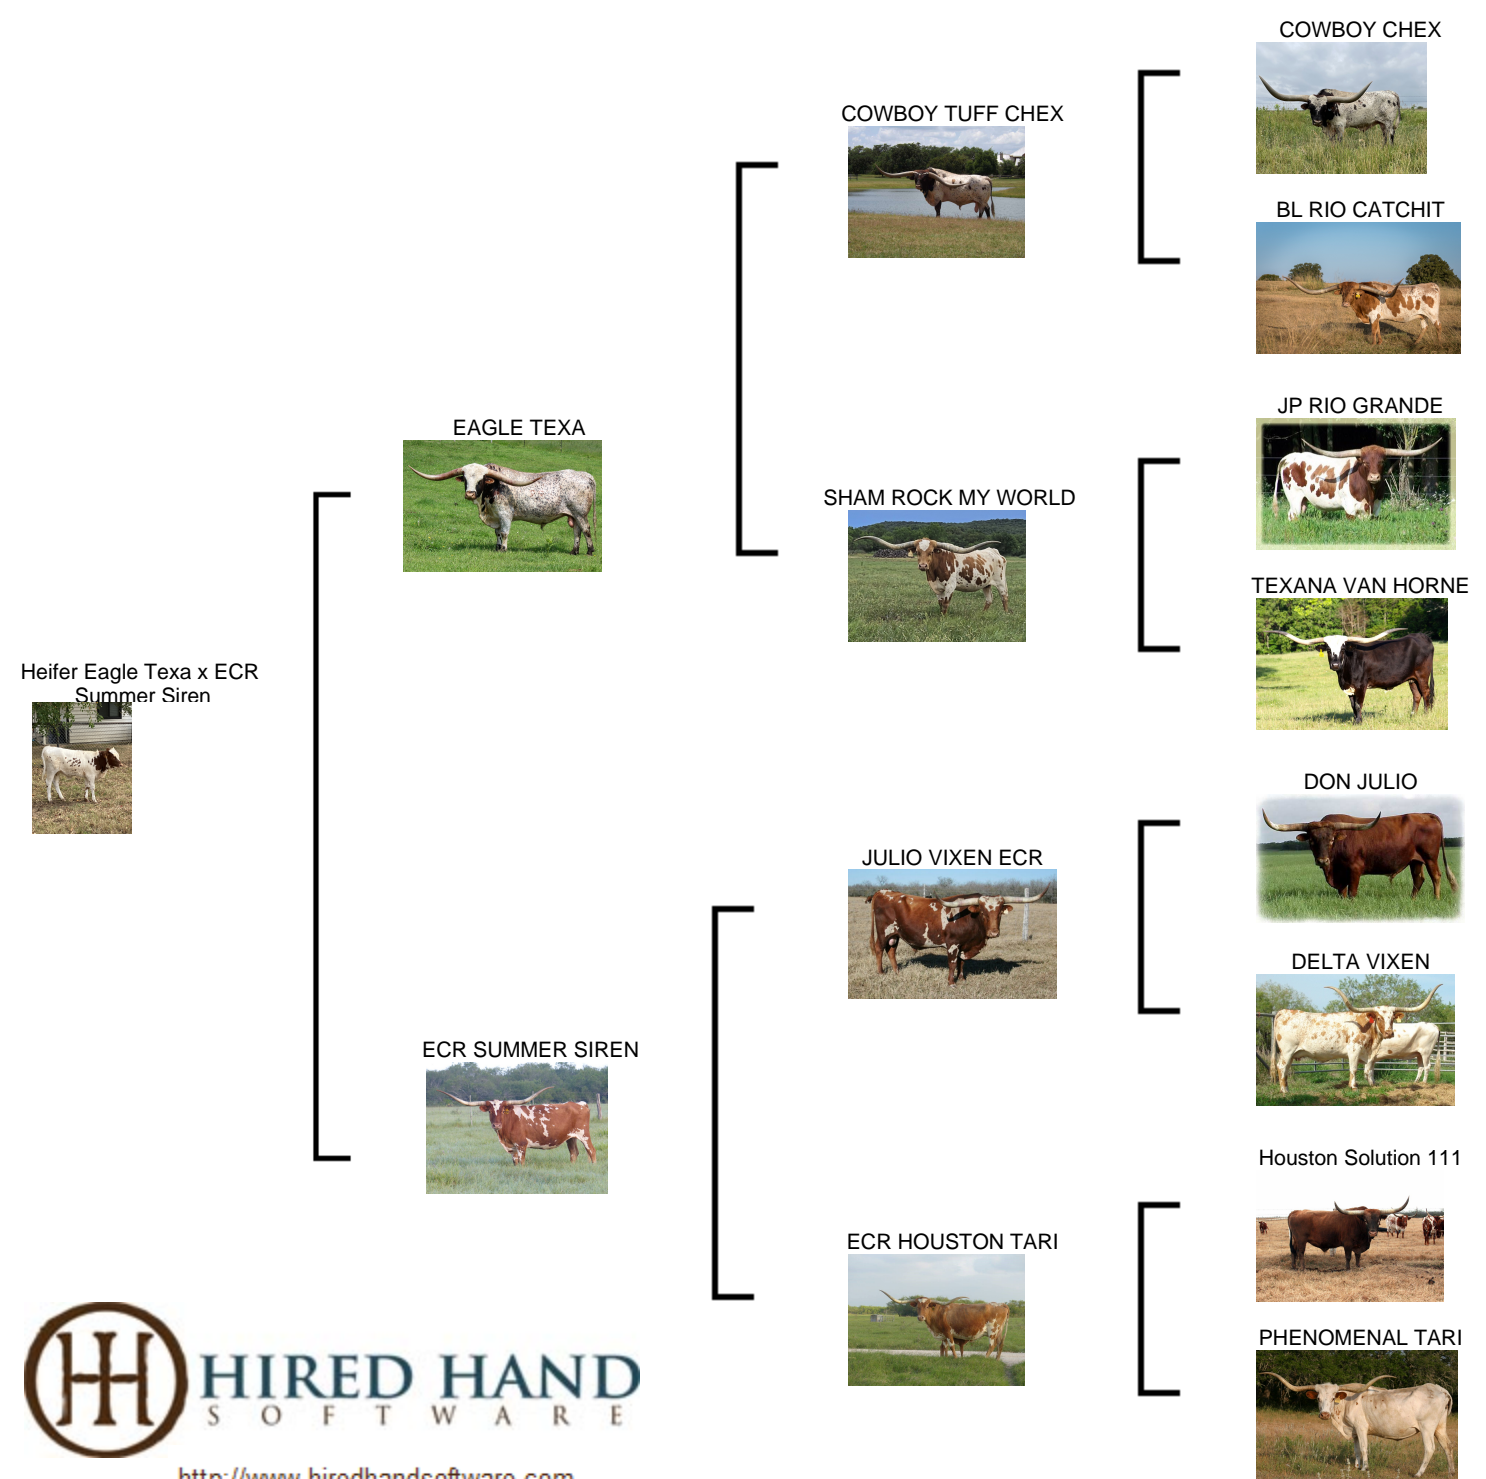 COWBOY CHEX
COWBOY TUFF CHEX
BL RIO CATCHIT
EAGLE TEXA
JP RIO GRANDE
SHAM ROCK MY WORLD
TEXANA VAN HORNE
Heifer Eagle Texa x ECR
Summer Siren
DON JULIO
JULIO VIXEN ECR
DELTA VIXEN
ECR SUMMER SIREN
Houston Solution 111
ECR HOUSTON TARI
PHENOMENAL TARI
HIRED HAND
SOFTWARE
http://www.hiredhandsoftware.com